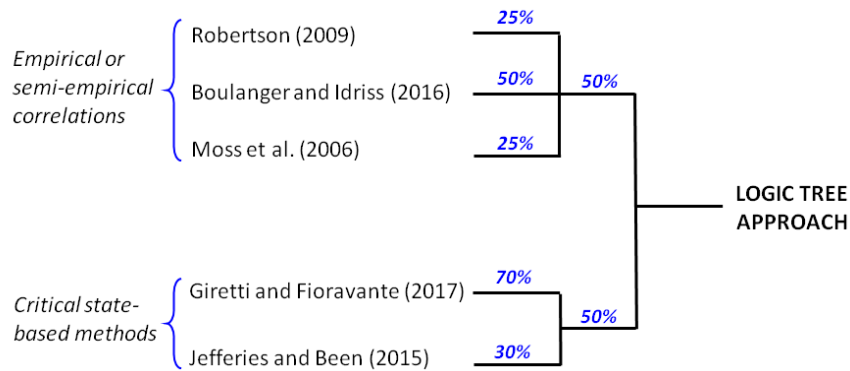 Empirical or
semi-empirical
correlations
Robertson (2009)
Boulanger and Idriss (2016)
Moss et al. (2006)
25%
50%
25%
50%
Critical state-
based methods
Giretti and Fioravante (2017)
Jefferies and Been (2015)
70%
30%
50%
LOGIC TREE
APPROACH